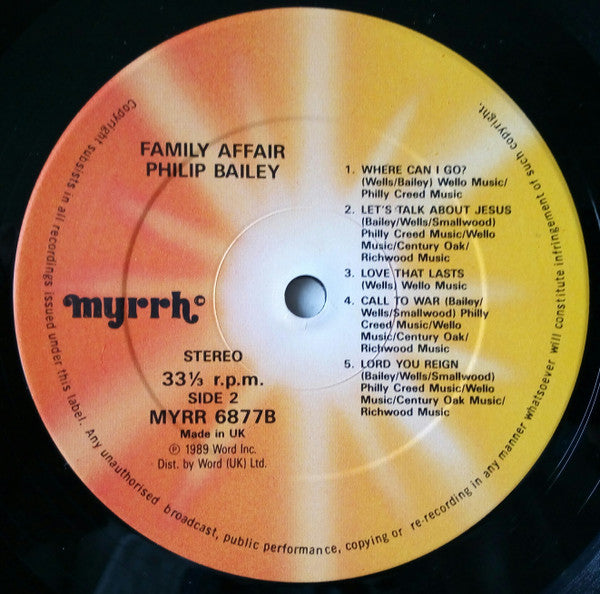 FAMILY AFFAIR
PHILIP BAILEY
myrrh©
STEREO
33⅓ r.p.m.
SIDE 2
MYRR 6877B
Made in UK
℗ 1989 Word Inc.
Dist. by Word (UK) Ltd.
1. WHERE CAN I GO?
(Wells/Bailey) Wello Music/
Philly Creed Music
2. LET'S TALK ABOUT JESUS
(Bailey/Wells/Smallwood)
Philly Creed Music/Wello
Music/Century Oak/
Richwood Music
3. LOVE THAT LASTS
(Wells) Wello Music
4. CALL TO WAR (Bailey/
Wells/Smallwood) Philly
Creed Music/Wello
Music/Century Oak/
Richwood Music
5. LORD YOU REIGN
(Bailey/Wells/Smallwood)
Philly Creed Music/Wello
Music/Century Oak Music/
Richwood Music
Copyright subsists in all recordings issued under this label. Any unauthorised broadcast, public performance, copying or re-recording in any manner whatsoever will constitute infringement of such copyright.